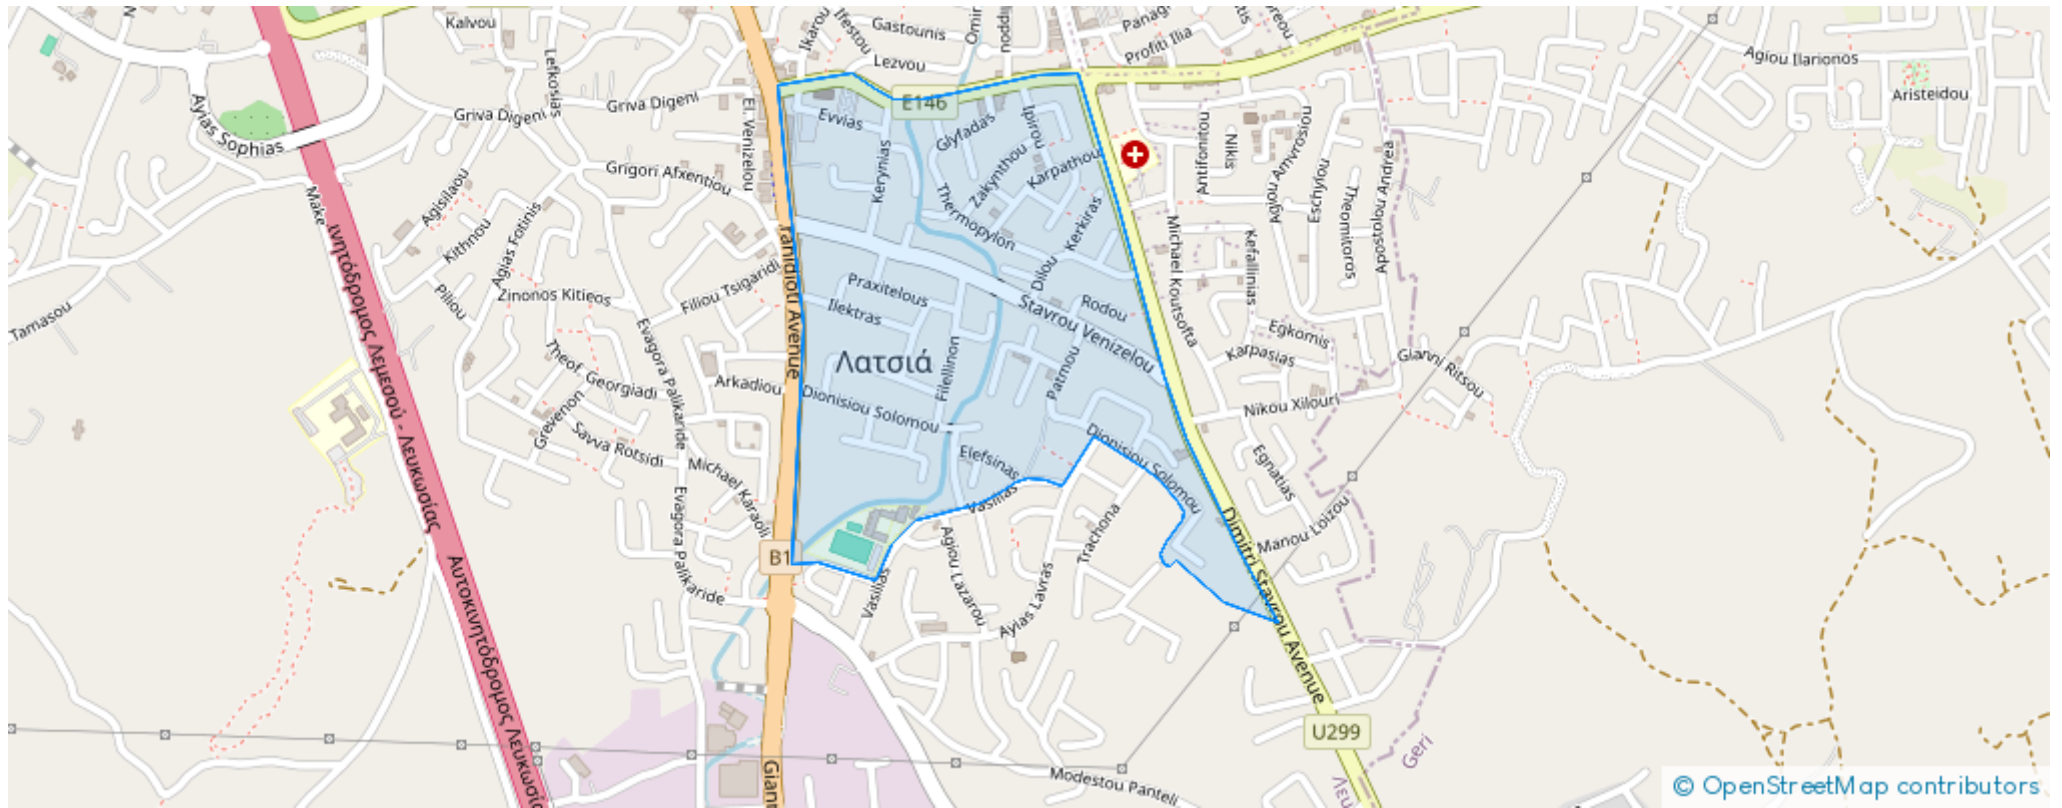 Kalvou
Lefkosias
Griva Digeni
Griva Digeni
Ayias Sophias
El. Venizelou
Ikarou
Ifestou
Gastounis
Lezvou
Profiti Ilia
Agiou Ilarionos
Aristeidou
E146
Evvias
Glyfadas
Ipirou
Zakynthou
Karpathou
Kerynias
Thermopylon
Kerkiras
Antifonitou
Nikis
Agiou Amvrosiou
Eschylou
Theomitoros
Apostolou Andrea
Grigori Afxentiou
Agisilaou
Kithnou
Agias Fotinis
Piliou
Zinonos Kitieos
Filiou Tsigaridi
Evagora Palikaride
Theof. Georgiadi
Arkadiou
Grevenon
Savva Rotsidi
Michael Karaoli
Evagora Palikaride
Evagora Palikaride
Tamasou
Praxitelous
Ilektras
Dilou
Rodou
Stavrou Venizelou
Λατσιά
Filellinon
Patmou
Dionisiou Solomou
Dionisiou Solomou
Elefsinas
Vasilias
Vasilias
Agiou Lazarou
Ayias Lavras
Trachona
Michael Koutsofta
Kefallinias
Egkomis
Karpasias
Gianni Ritsou
Nikou Xilouri
Egnatias
Manou Loizou
Dimitri Stavrou Avenue
B1
U299
Geri
Modestou Panteli
Αυτοκινητόδρομος Λεμεσού - Λευκωσίας
© OpenStreetMap contributors